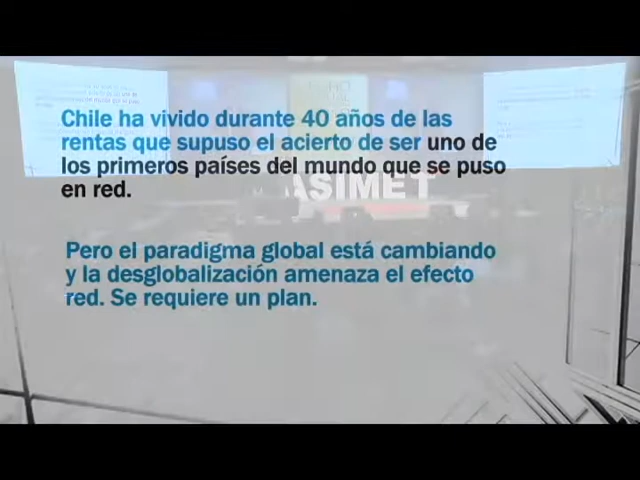 Chile ha vivido durante 40 años de las
rentas que supuso el acierto de ser uno de
los primeros países del mundo que se puso
en red.
ASIMET
Pero el paradigma global está cambiando
y la desglobalización amenaza el efecto
red. Se requiere un plan.